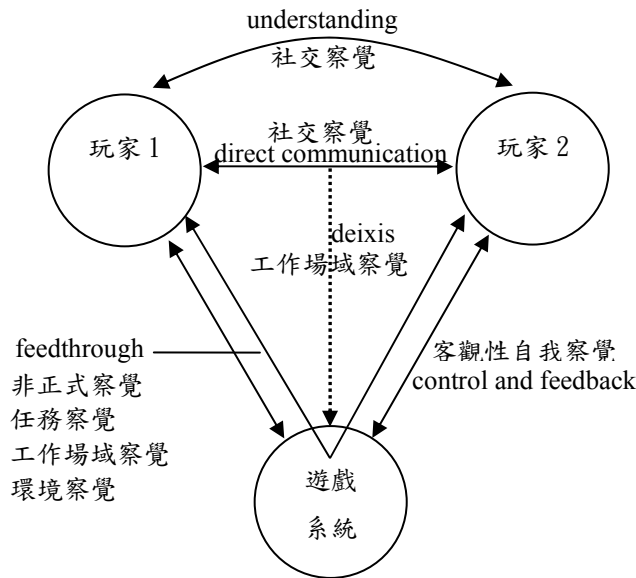 understanding
社交察覺
玩家 1
社交察覺
direct communication
玩家 2
deixis
工作場域察覺
feedthrough
非正式察覺
任務察覺
工作場域察覺
環境察覺
客觀性自我察覺
control and feedback
遊戲
系統